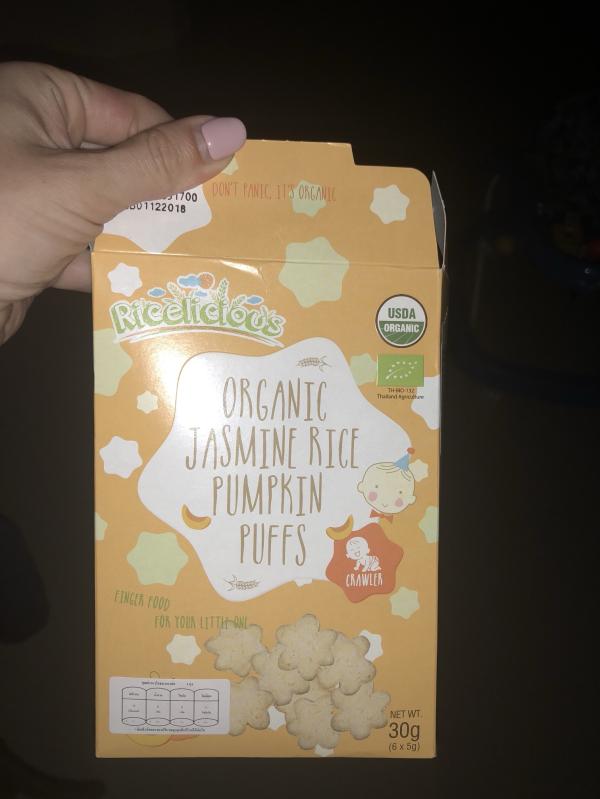 DON'T PANIC, IT'S ORGANIC
1700
01122018
Ricelicious
USDA
ORGANIC
TH-BIO-132
Thailand Agriculture
ORGANIC
JASMINE RICE
PUMPKIN
PUFFS
CRAWLER
FINGER FOOD
FOR YOUR LITTLE ONE
NET WT.
30g
(6 x 5g)